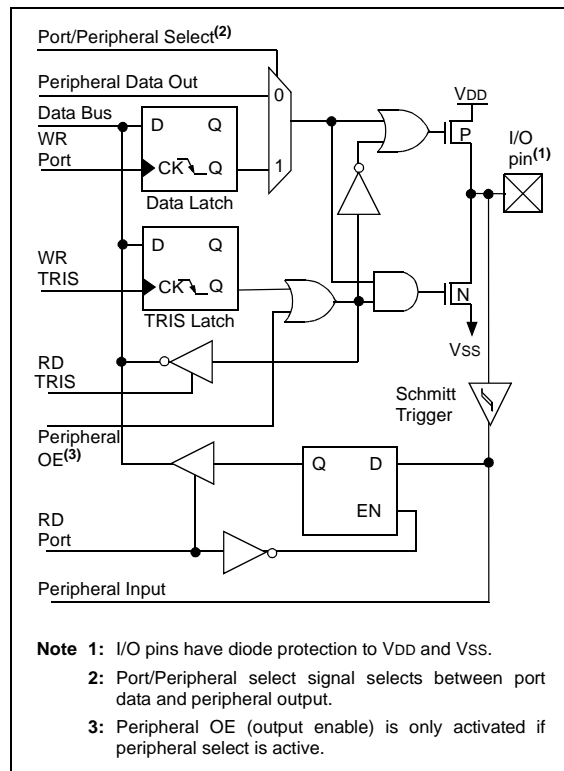 Port/Peripheral Select(2)
Peripheral Data Out
0
VDD
Data Bus
D Q
P
I/O
pin(1)
WR
Port
1
CK Q
Data Latch
D Q
WR
TRIS
CK Q
N
TRIS Latch
VSS
RD
TRIS
Schmitt
Trigger
Peripheral
OE(3)
Q D
EN
RD
Port
Peripheral Input
Note 1: I/O pins have diode protection to VDD and VSS.
2: Port/Peripheral select signal selects between port
data and peripheral output.
3: Peripheral OE (output enable) is only activated if
peripheral select is active.